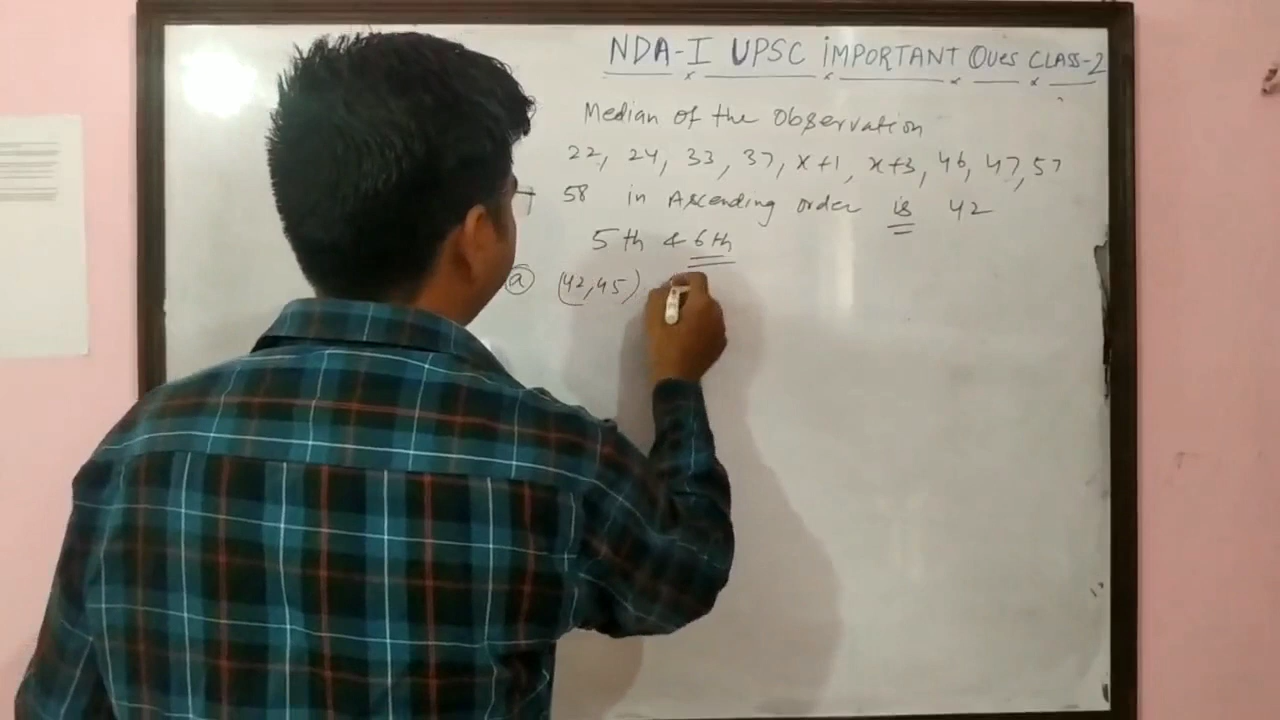 NDA-I UPSC IMPORTANT Ques CLASS-2
Median of the Observation
22, 24, 33, 37, x+1, x+3, 46, 47, 57
58 in Ascending order is 42
5th & 6th
(a) (42,45)